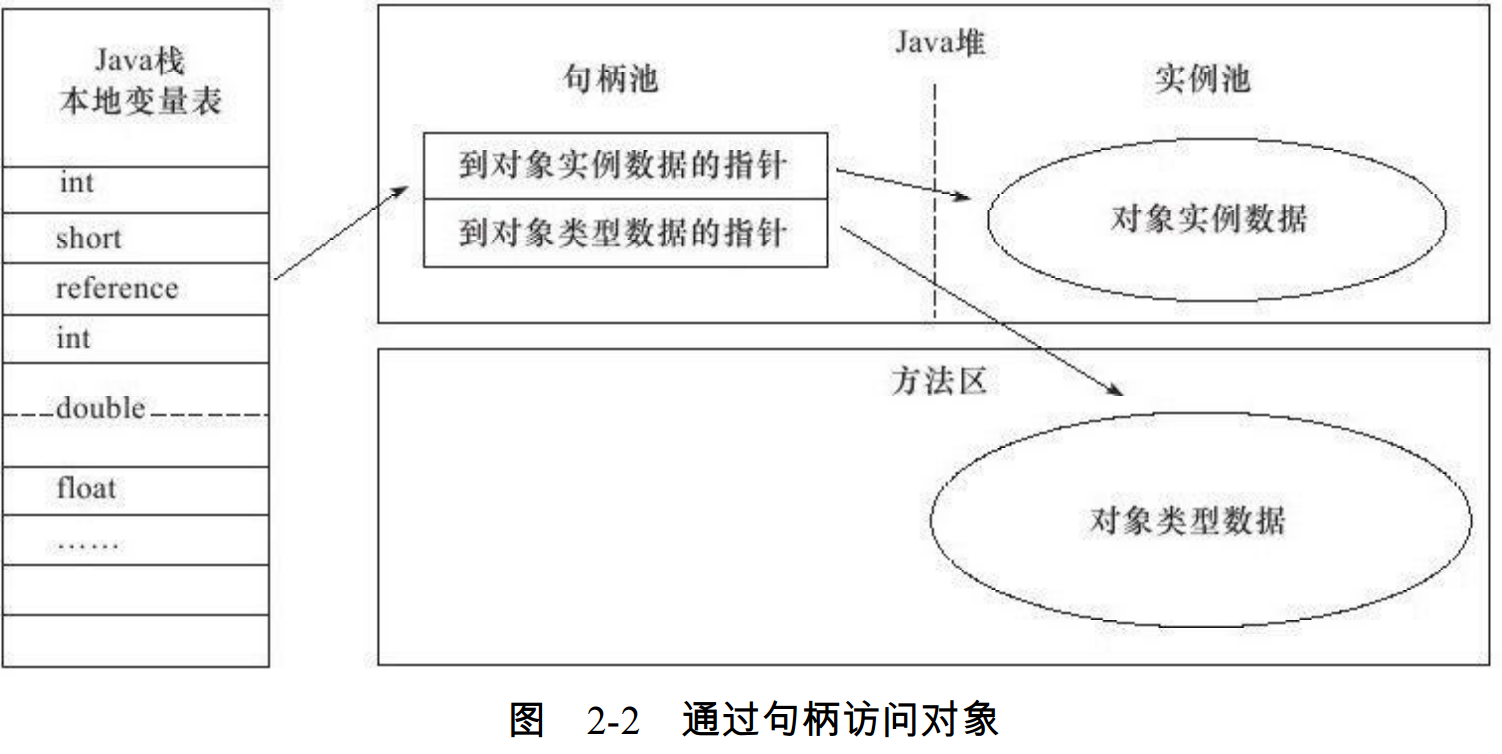 Java栈
本地变量表
int
short
reference
int
double
float
……
Java堆
句柄池
实例池
到对象实例数据的指针
到对象类型数据的指针
对象实例数据
方法区
对象类型数据
图 2-2 通过句柄访问对象